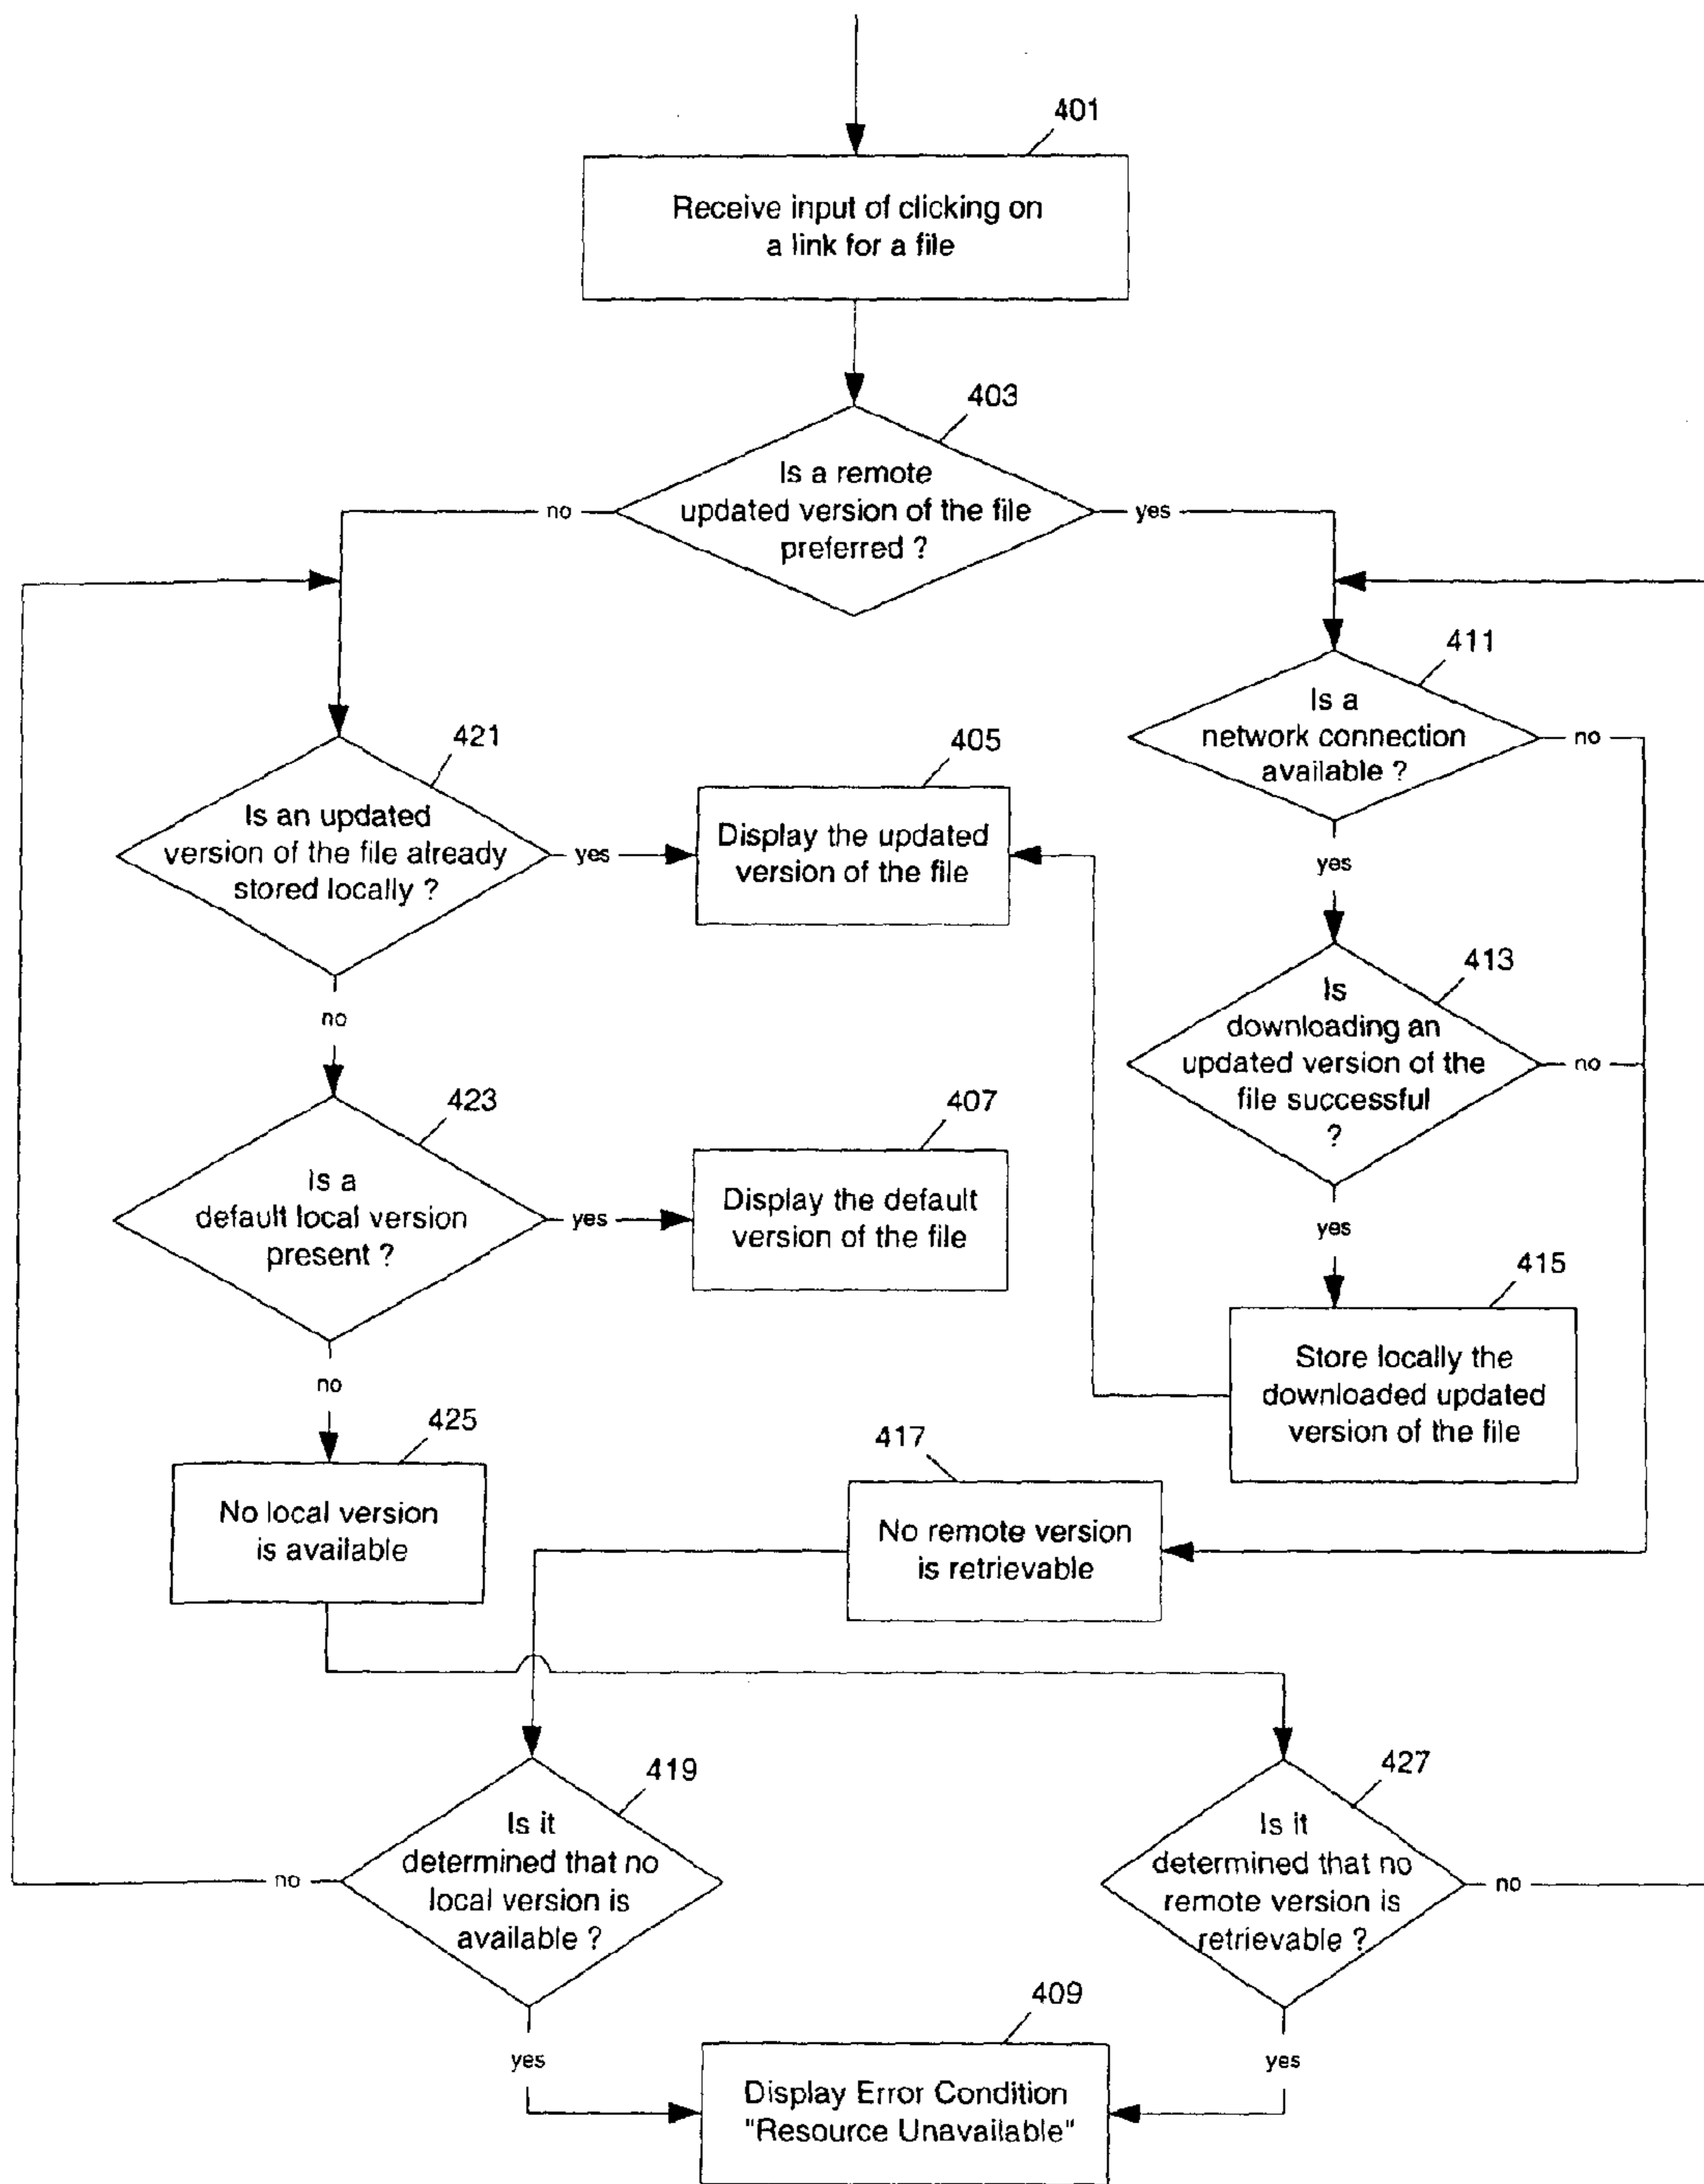 401
Receive input of clicking on
a link for a file
403
Is a remote
updated version of the file
preferred ?
no
yes
411
Is a
network connection
available ?
no
yes
421
Is an updated
version of the file already
stored locally ?
yes
no
405
Display the updated
version of the file
413
Is
downloading an
updated version of the
file successful
?
no
yes
423
Is a
default local version
present ?
yes
no
407
Display the default
version of the file
415
Store locally the
downloaded updated
version of the file
425
No local version
is available
417
No remote version
is retrievable
419
Is it
determined that no
local version is
available ?
no
yes
427
Is it
determined that no
remote version is
retrievable ?
no
yes
409
Display Error Condition
"Resource Unavailable"